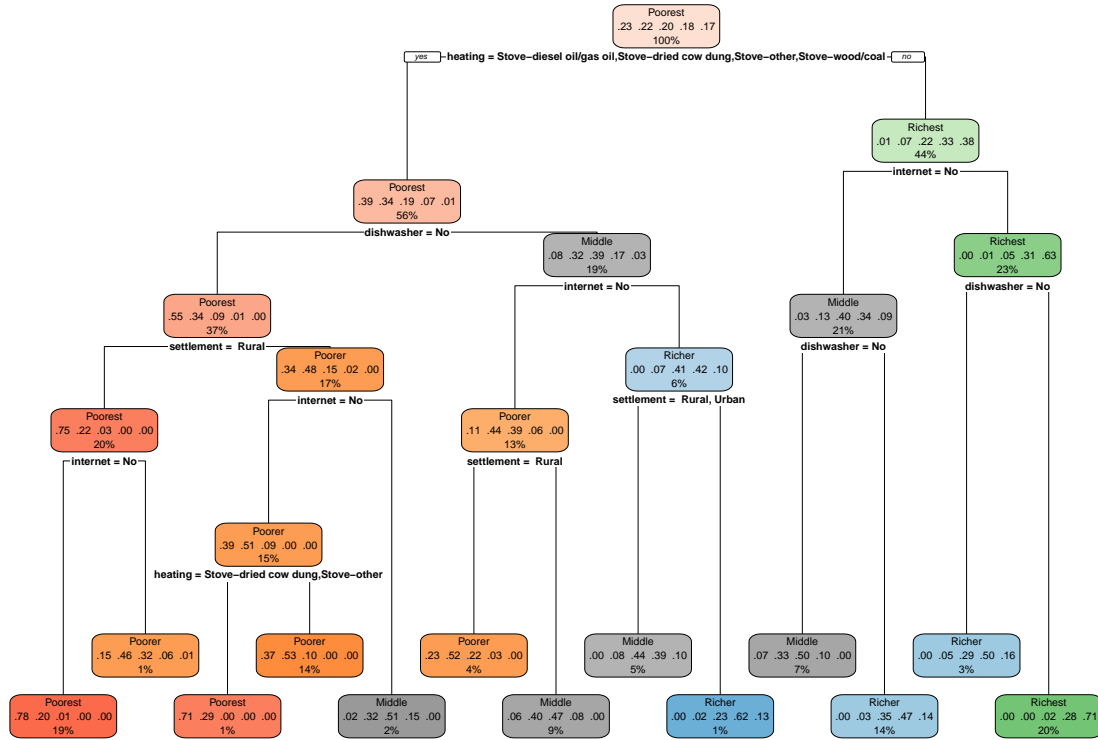 Poorest
.23 .22 .20 .18 .17
100%
yes
heating = Stove−diesel oil/gas oil,Stove−dried cow dung,Stove−other,Stove−wood/coal
no
Richest
.01 .07 .22 .33 .38
44%
internet = No
Poorest
.39 .34 .19 .07 .01
56%
dishwasher = No
Middle
.08 .32 .39 .17 .03
19%
internet = No
Richest
.00 .01 .05 .31 .63
23%
dishwasher = No
Poorest
.55 .34 .09 .01 .00
37%
settlement = Rural
Middle
.03 .13 .40 .34 .09
21%
dishwasher = No
Poorer
.34 .48 .15 .02 .00
17%
internet = No
Richer
.00 .07 .41 .42 .10
6%
settlement = Rural, Urban
Poorest
.75 .22 .03 .00 .00
20%
internet = No
Poorer
.11 .44 .39 .06 .00
13%
settlement = Rural
Poorer
.39 .51 .09 .00 .00
15%
heating = Stove−dried cow dung,Stove−other
Poorer
.15 .46 .32 .06 .01
1%
Poorer
.37 .53 .10 .00 .00
14%
Poorer
.23 .52 .22 .03 .00
4%
Middle
.00 .08 .44 .39 .10
5%
Middle
.07 .33 .50 .10 .00
7%
Richer
.00 .05 .29 .50 .16
3%
Poorest
.78 .20 .01 .00 .00
19%
Poorest
.71 .29 .00 .00 .00
1%
Middle
.02 .32 .51 .15 .00
2%
Middle
.06 .40 .47 .08 .00
9%
Richer
.00 .02 .23 .62 .13
1%
Richer
.00 .03 .35 .47 .14
14%
Richest
.00 .00 .02 .28 .71
20%